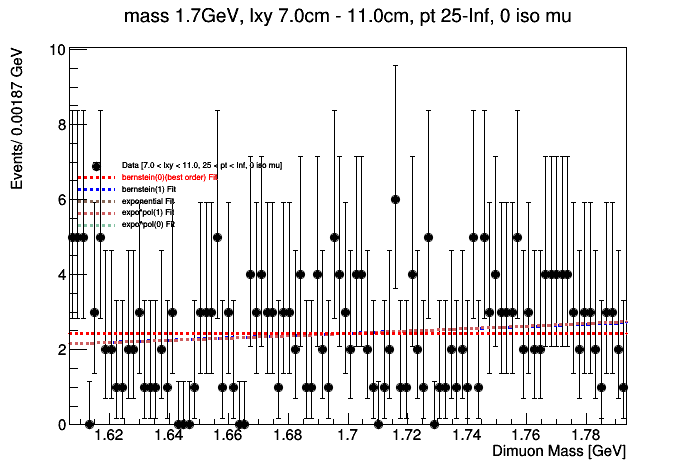 mass 1.7GeV, lxy 7.0cm - 11.0cm, pt 25-Inf, 0 iso mu
Events/ 0.00187 GeV
10
8
6
4
2
0
Data [7.0 < lxy < 11.0, 25 < pt < Inf, 0 iso mu]
bernstein(0)(best order) Fit
bernstein(1) Fit
exponential Fit
expo*pol(1) Fit
expo*pol(0) Fit
1.62 1.64 1.66 1.68 1.7 1.72 1.74 1.76 1.78
Dimuon Mass [GeV]